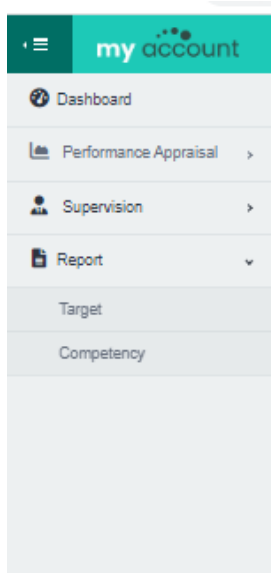 my account
Dashboard
Performance Appraisal
Supervision
Report
Target
Competency